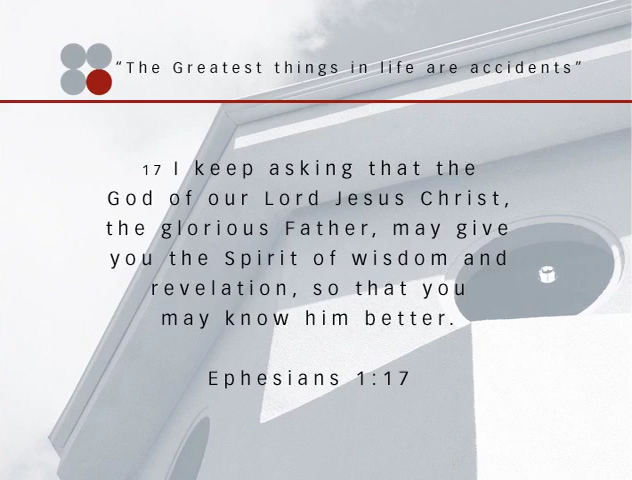 “The Greatest things in life are accidents”
17 I keep asking that the
God of our Lord Jesus Christ,
the glorious Father, may give
you the Spirit of wisdom and
revelation, so that you
may know him better.
Ephesians 1:17